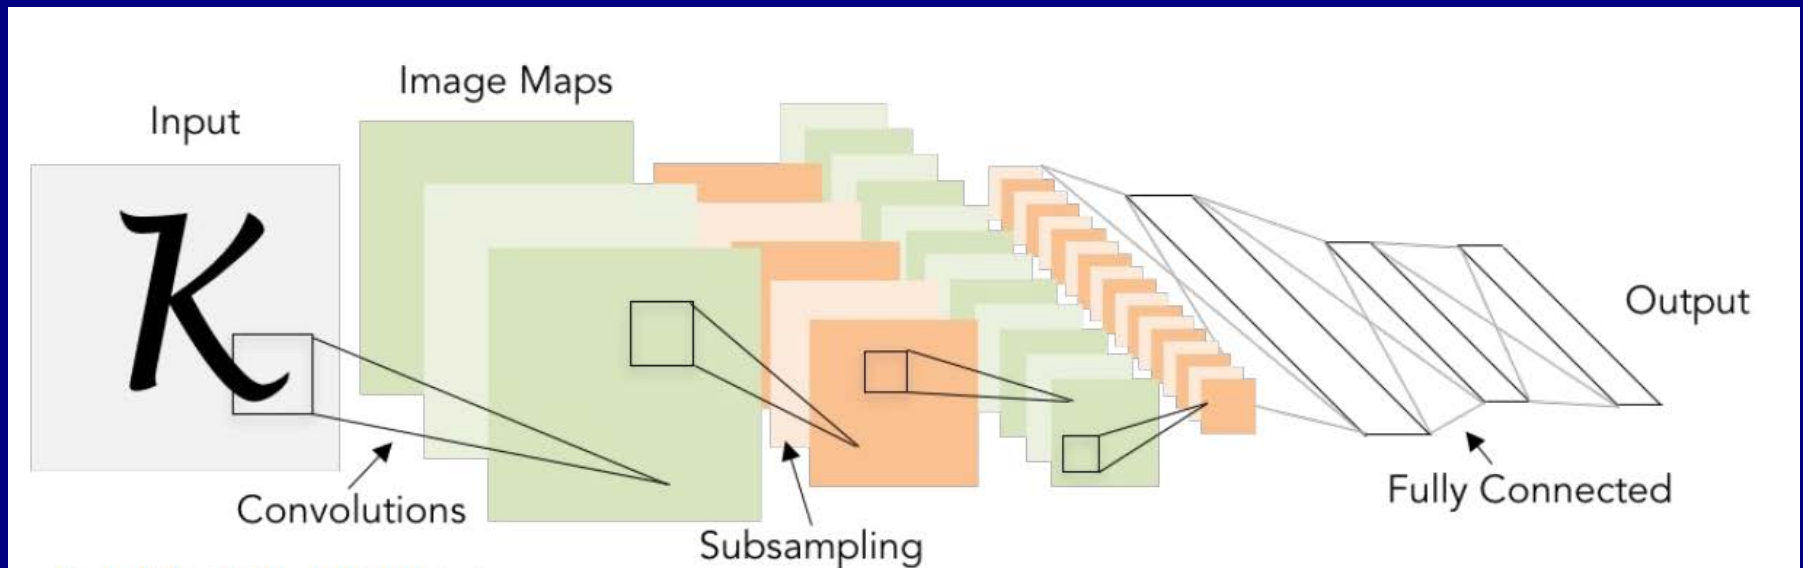 Input
Image Maps
K
Convolutions
Subsampling
Fully Connected
Output